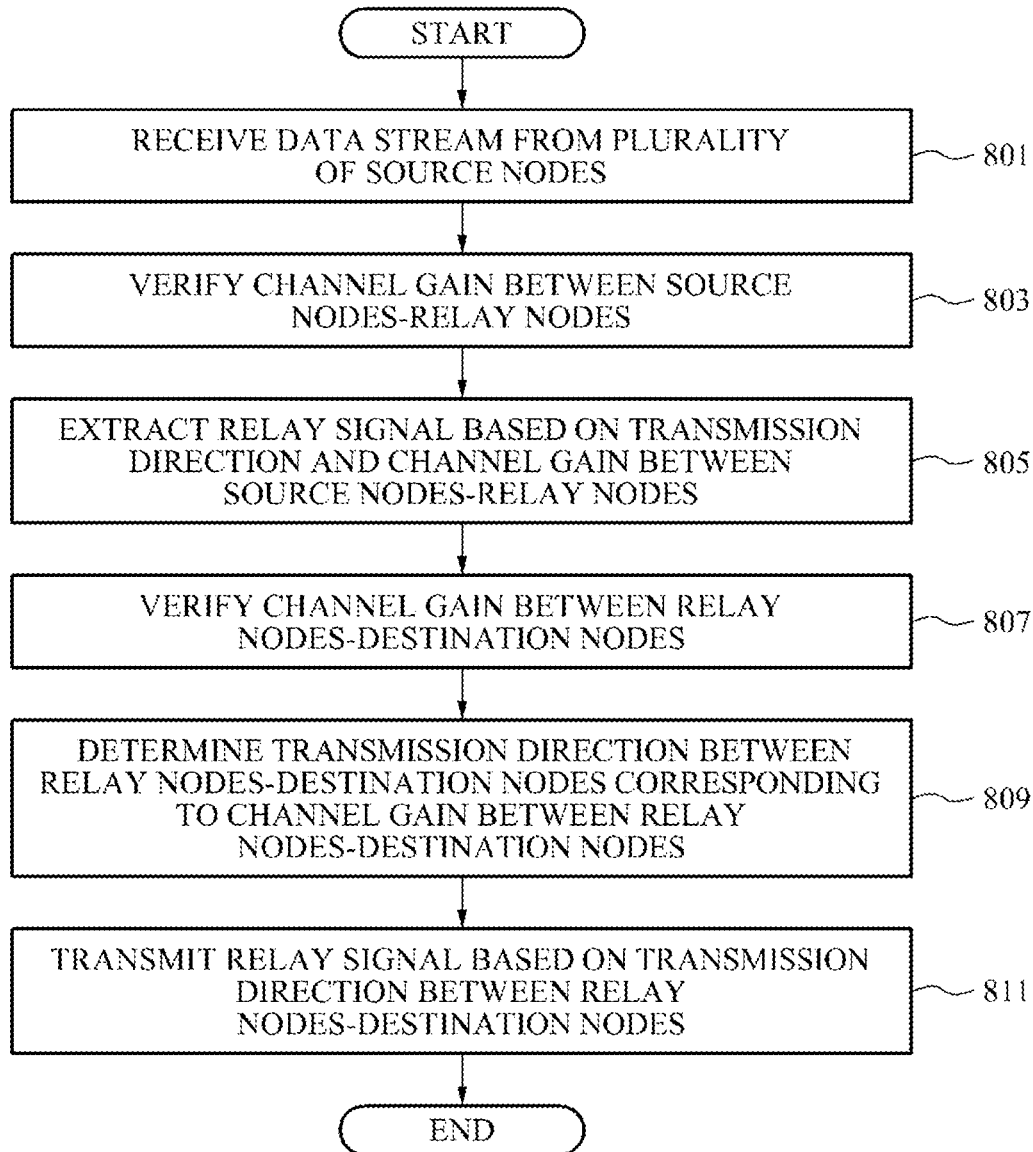 START
RECEIVE DATA STREAM FROM PLURALITY
OF SOURCE NODES
801
VERIFY CHANNEL GAIN BETWEEN SOURCE
NODES-RELAY NODES
803
EXTRACT RELAY SIGNAL BASED ON TRANSMISSION
DIRECTION AND CHANNEL GAIN BETWEEN
SOURCE NODES-RELAY NODES
805
VERIFY CHANNEL GAIN BETWEEN RELAY
NODES-DESTINATION NODES
807
DETERMINE TRANSMISSION DIRECTION BETWEEN
RELAY NODES-DESTINATION NODES CORRESPONDING
TO CHANNEL GAIN BETWEEN RELAY
NODES-DESTINATION NODES
809
TRANSMIT RELAY SIGNAL BASED ON TRANSMISSION
DIRECTION BETWEEN RELAY
NODES-DESTINATION NODES
811
END